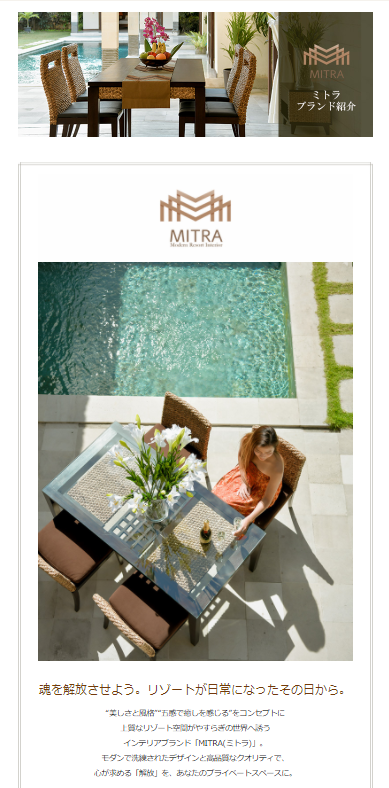 MITRA
ミトラ
ブランド紹介
MITRA
Modern Resort Interior
魂を解放させよう。リゾートが日常になったその日から。
“美しさと風格”“五感で癒しを感じる”をコンセプトに
上質なリゾート空間がやすらぎの世界へ誘う
インテリアブランド「MITRA(ミトラ)」。
モダンで洗練されたデザインと高品質なクオリティで、
心が求める「解放」を、あなたのプライベートスペースに。